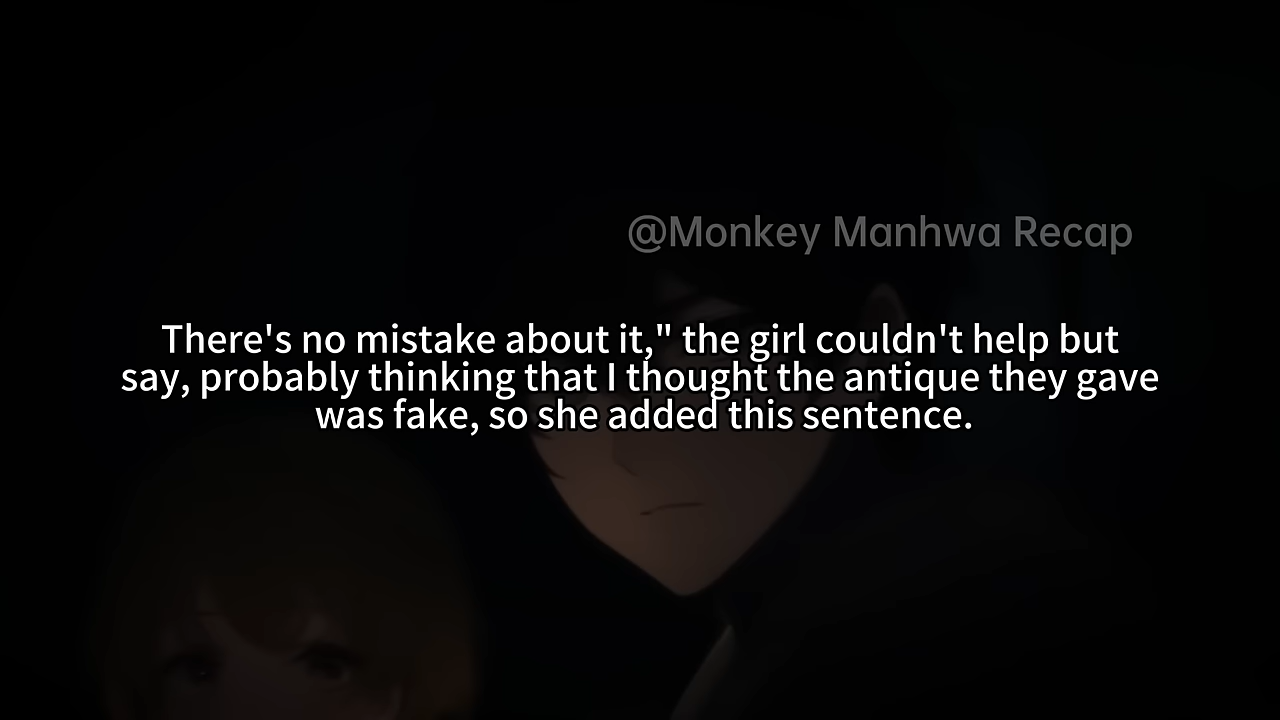 @Monkey Manhwa Recap
There's no mistake about it," the girl couldn't help but
say, probably thinking that I thought the antique they gave
was fake, so she added this sentence.